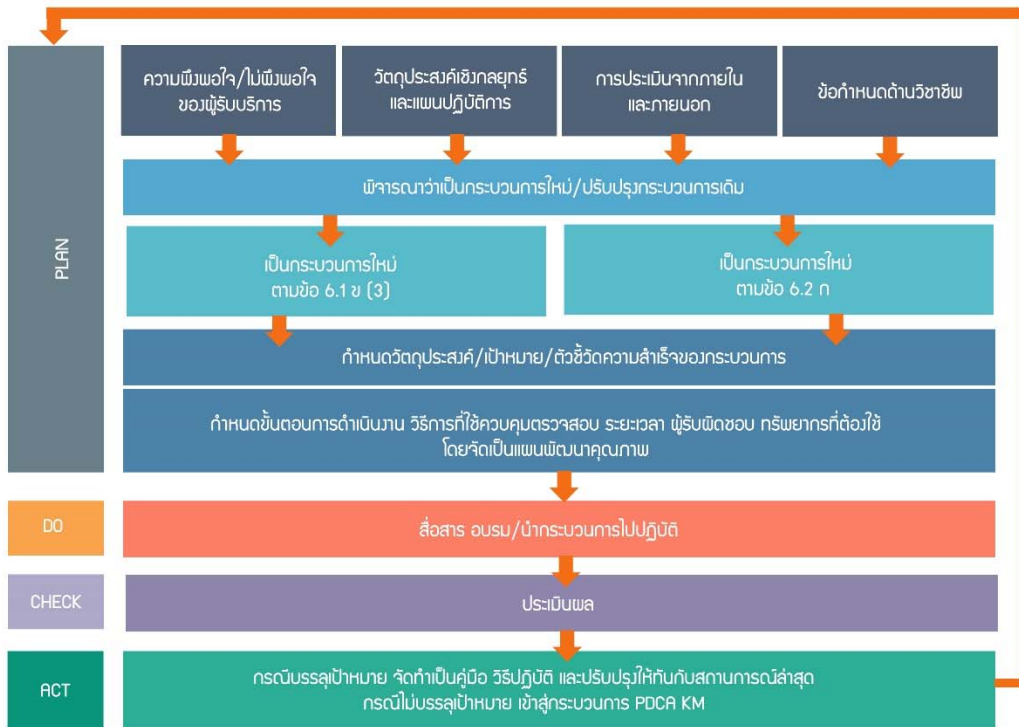 PLAN
ความพึงพอใจ/ไม่พึงพอใจ
ของผู้รับบริการ
วัตถุประสงค์เชิงกลยุทธ์
และแผนปฏิบัติการ
การประเมินจากภายใน
และภายนอก
ข้อกำหนดด้านวิชาชีพ
พิจารณาว่าเป็นกระบวนการใหม่/ปรับปรุงกระบวนการเดิม
เป็นกระบวนการใหม่
ตามข้อ 6.1 ข (3)
เป็นกระบวนการใหม่
ตามข้อ 6.2 ก
กำหนดวัตถุประสงค์/เป้าหมาย/ตัวชี้วัดความสำเร็จของกระบวนการ
กำหนดขั้นตอนการดำเนินงาน วิธีการที่ใช้ควบคุมตรวจสอบ ระยะเวลา ผู้รับผิดชอบ ทรัพยากรที่ต้องใช้
โดยจัดเป็นแผนพัฒนาคุณภาพ
DO
สื่อสาร อบรม/นำกระบวนการไปปฏิบัติ
CHECK
ประเมินผล
ACT
กรณีบรรลุเป้าหมาย จัดทำเป็นคู่มือ วิธีปฏิบัติ และปรับปรุงให้ทันกับสถานการณ์ล่าสุด
กรณีไม่บรรลุเป้าหมาย เข้าสู่กระบวนการ PDCA KM